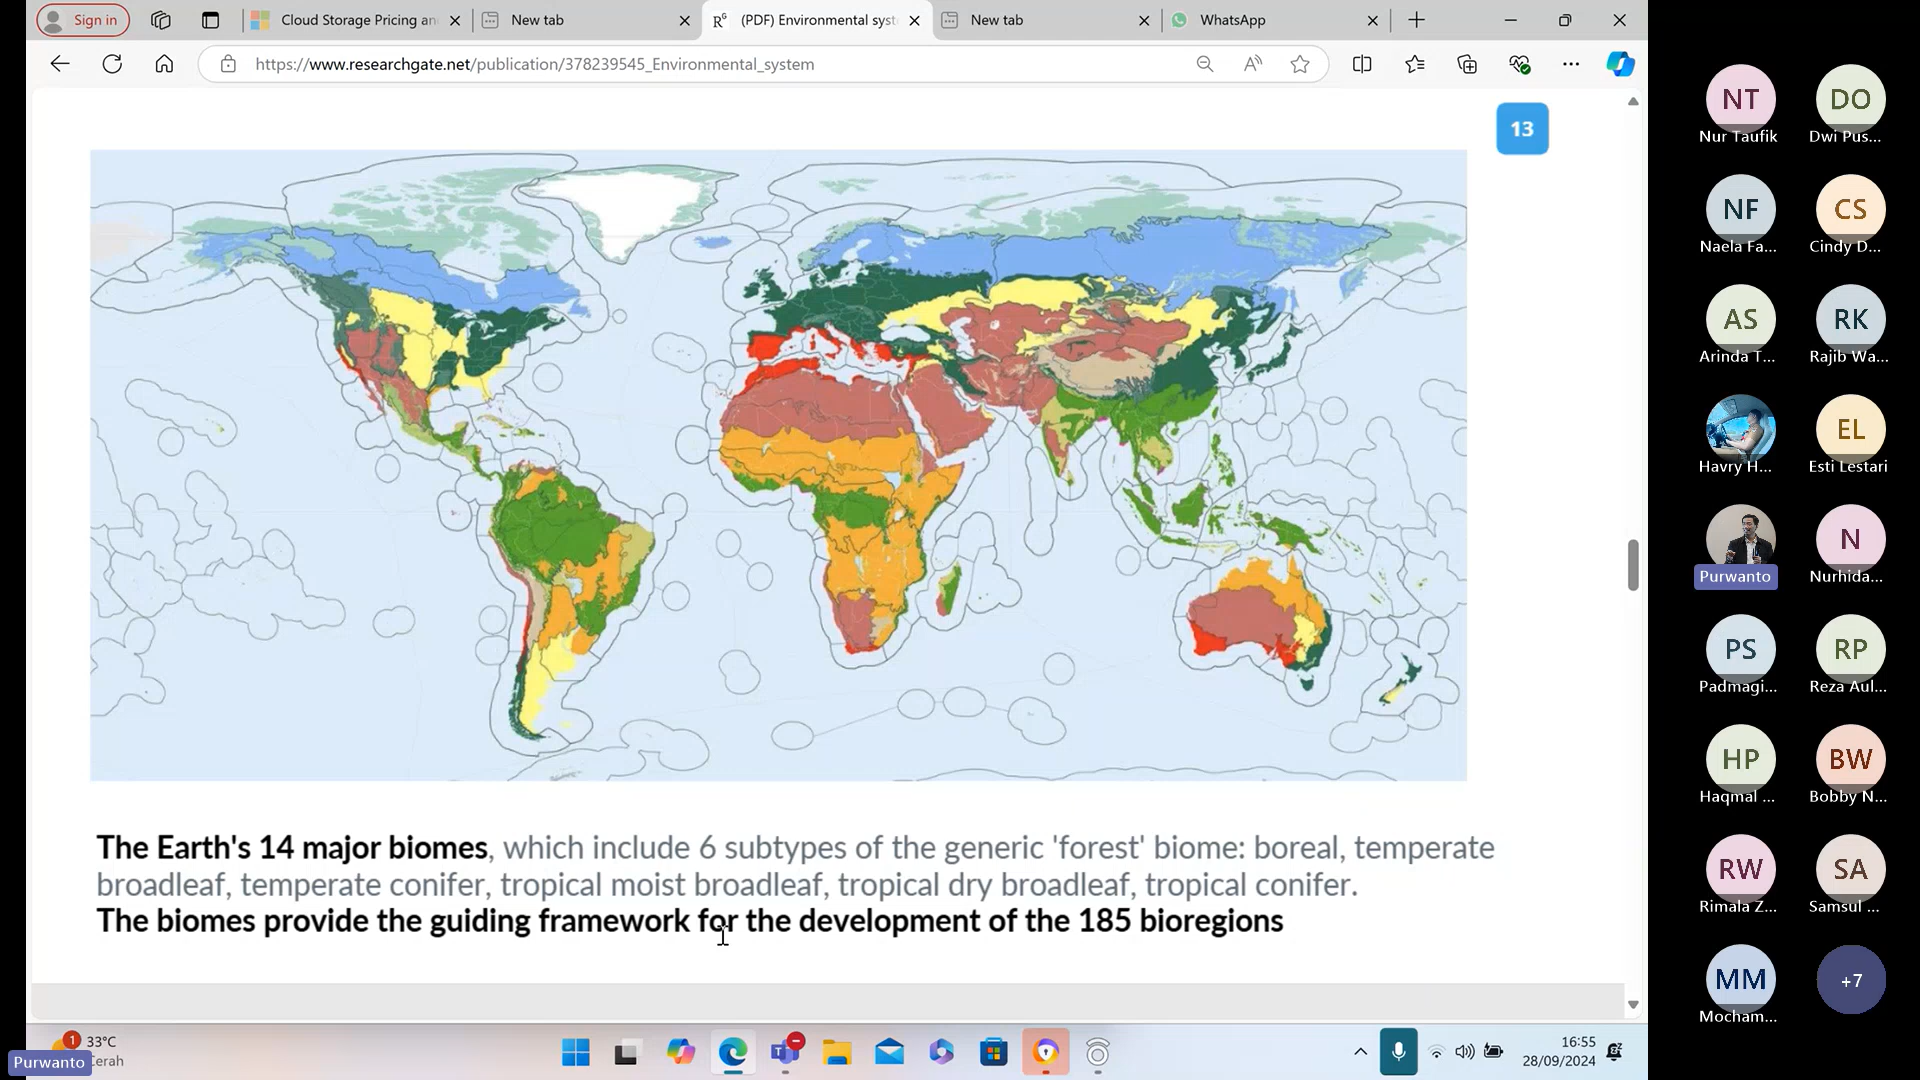 Sign in
Cloud Storage Pricing an
New tab
(PDF) Environmental syst
New tab
WhatsApp
https://www.researchgate.net/publication/378239545_Environmental_system
13
The Earth's 14 major biomes, which include 6 subtypes of the generic 'forest' biome: boreal, temperate
broadleaf, temperate conifer, tropical moist broadleaf, tropical dry broadleaf, tropical conifer.
The biomes provide the guiding framework for the development of the 185 bioregions
NT
Nur Taufik
DO
Dwi Pus...
NF
Naela Fa...
CS
Cindy D...
AS
Arinda T...
RK
Rajib Wa...
Havry H...
EL
Esti Lestari
Purwanto
N
Nurhida...
PS
Padmagi...
RP
Reza Aul...
HP
Haqmal ...
BW
Bobby N...
RW
Rimala Z...
SA
Samsul ...
MM
Mocham...
+7
1
33°C
Cerah
Purwanto
16:55
28/09/2024